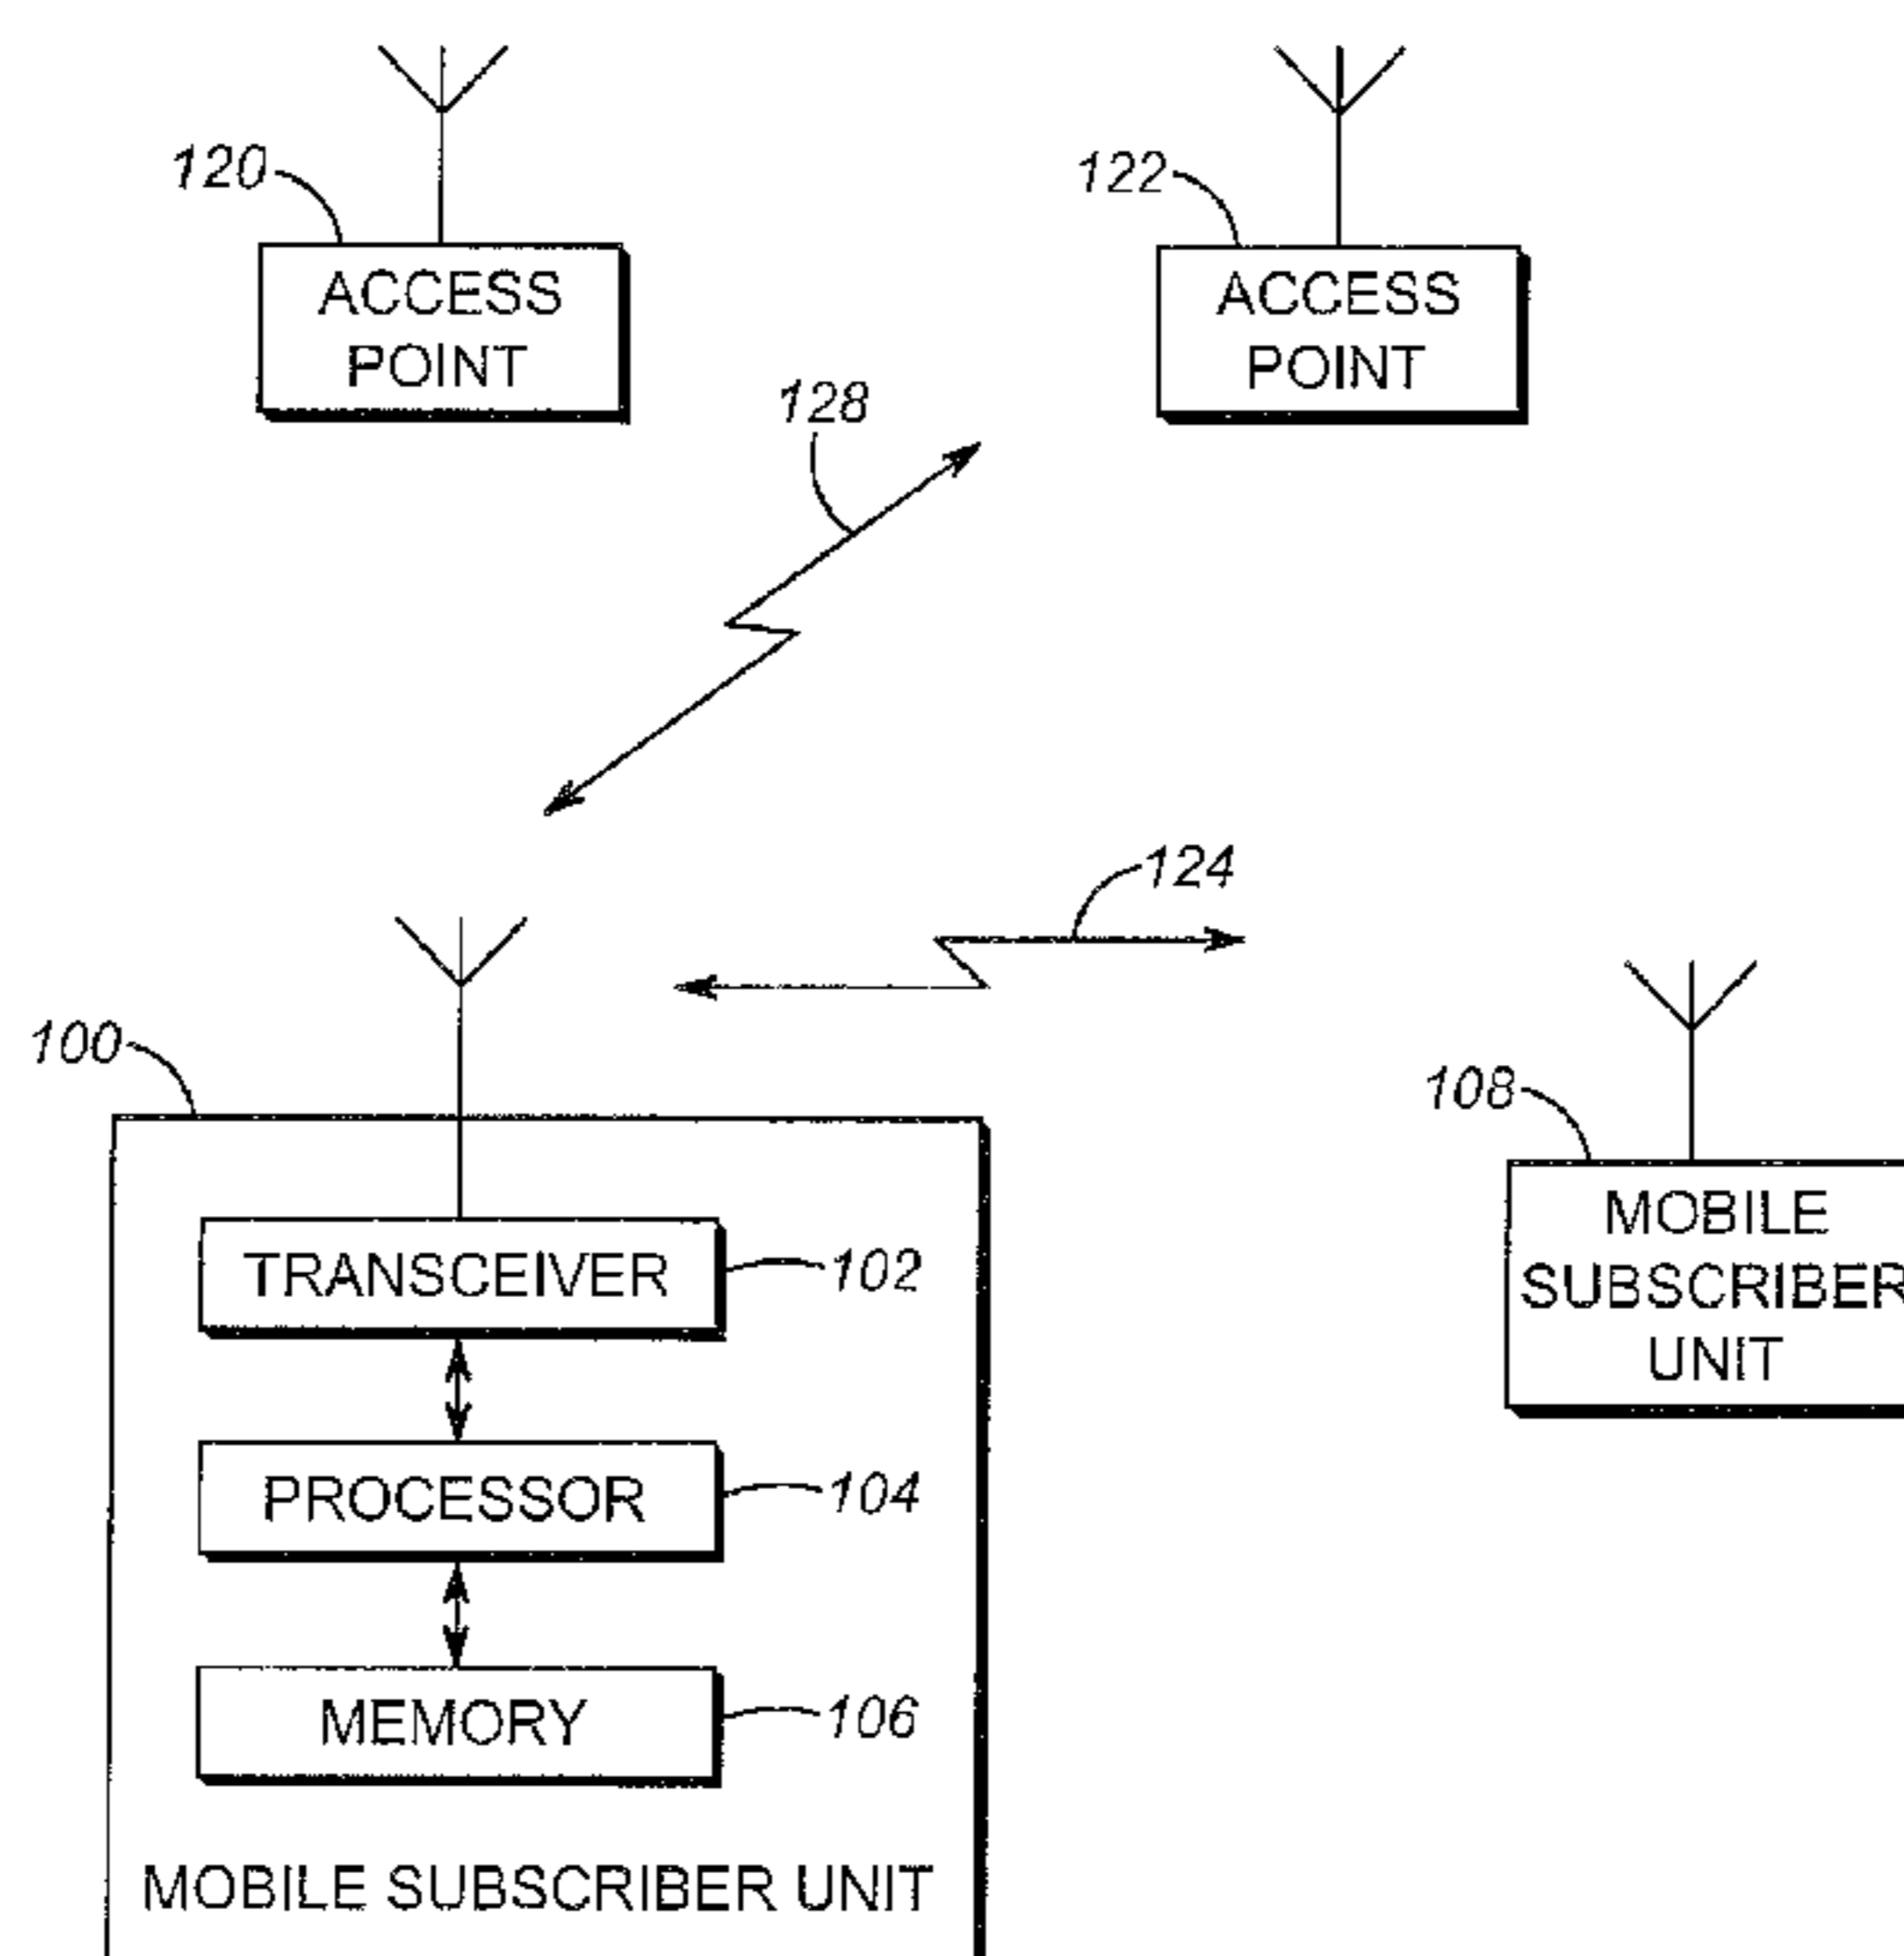 120
122
ACCESS
POINT
ACCESS
POINT
128
124
100
108
TRANSCEIVER
102
MOBILE
SUBSCRIBER
UNIT
PROCESSOR
104
MEMORY
106
MOBILE SUBSCRIBER UNIT